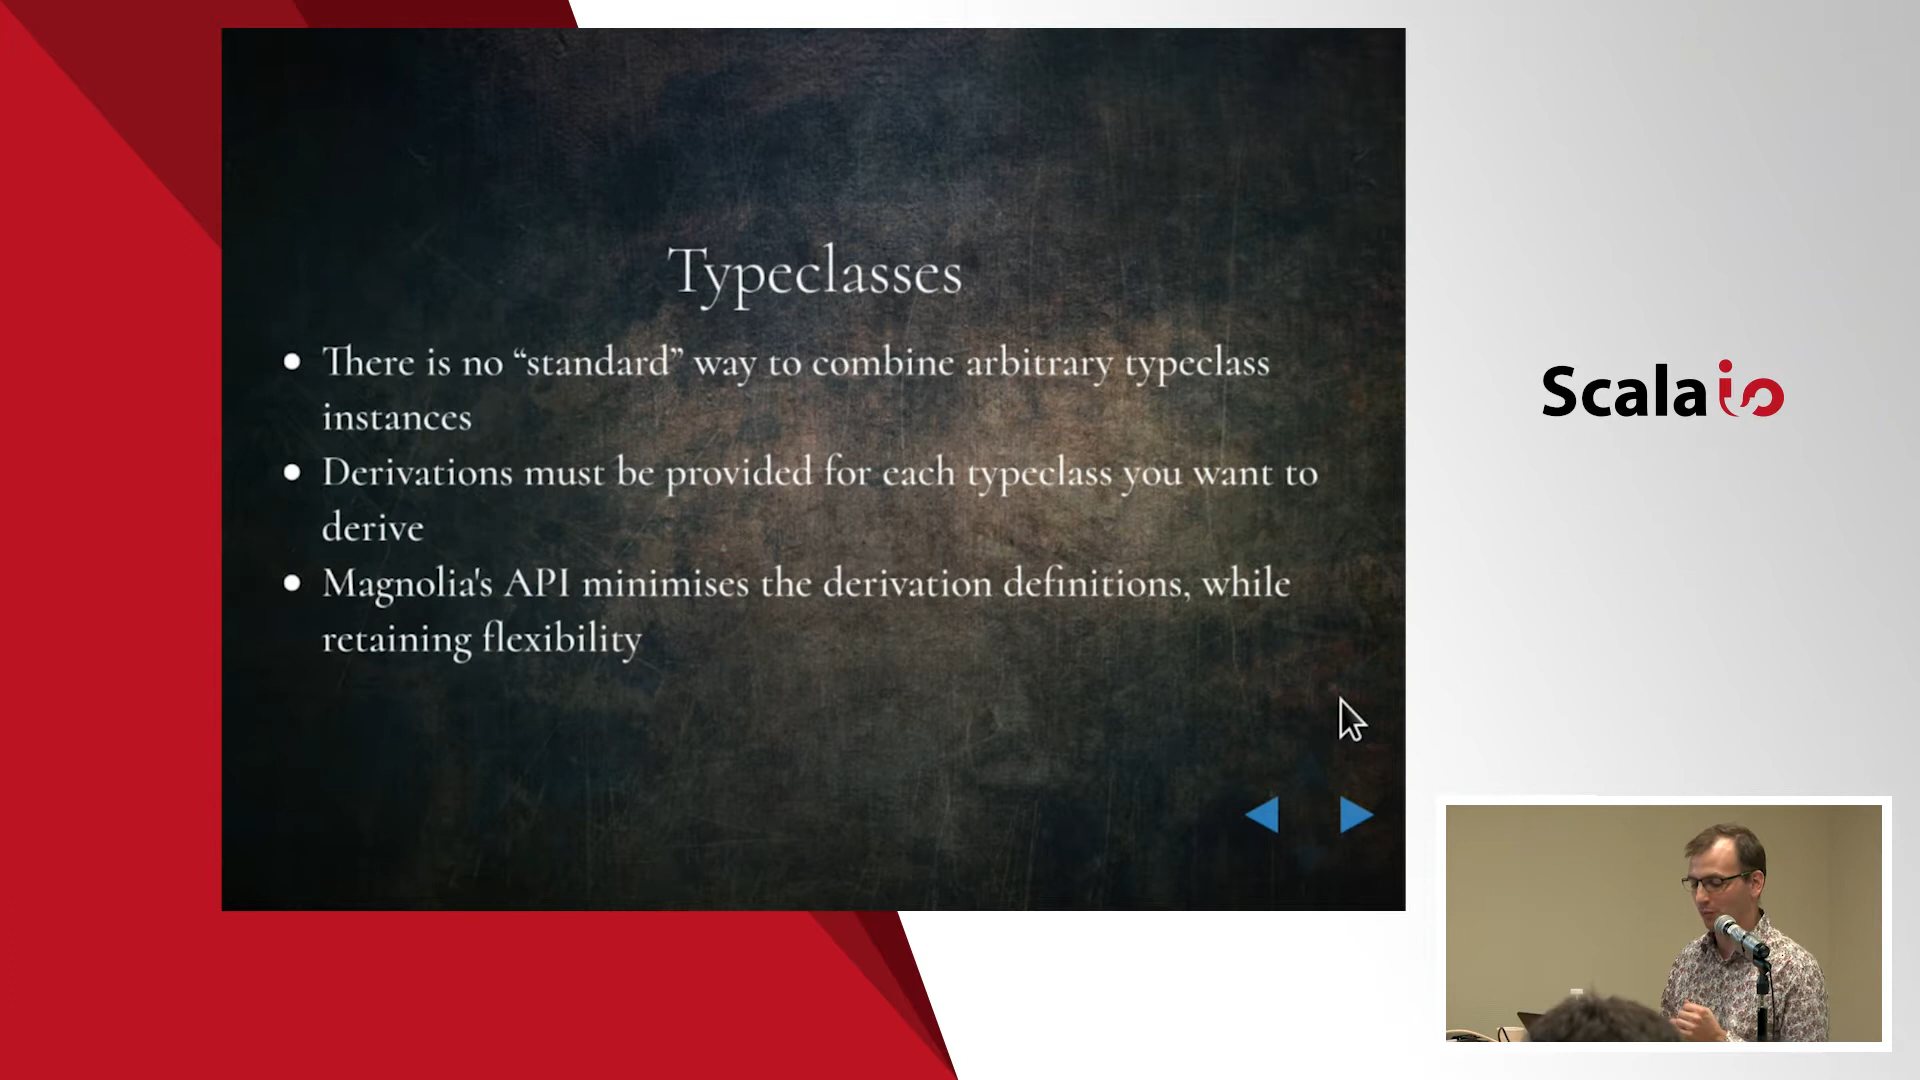 Typeclasses
There is no “standard” way to combine arbitrary typeclass
instances
Derivations must be provided for each typeclass you want to
derive
Magnolia's API minimises the derivation definitions, while
retaining flexibility
Scala io